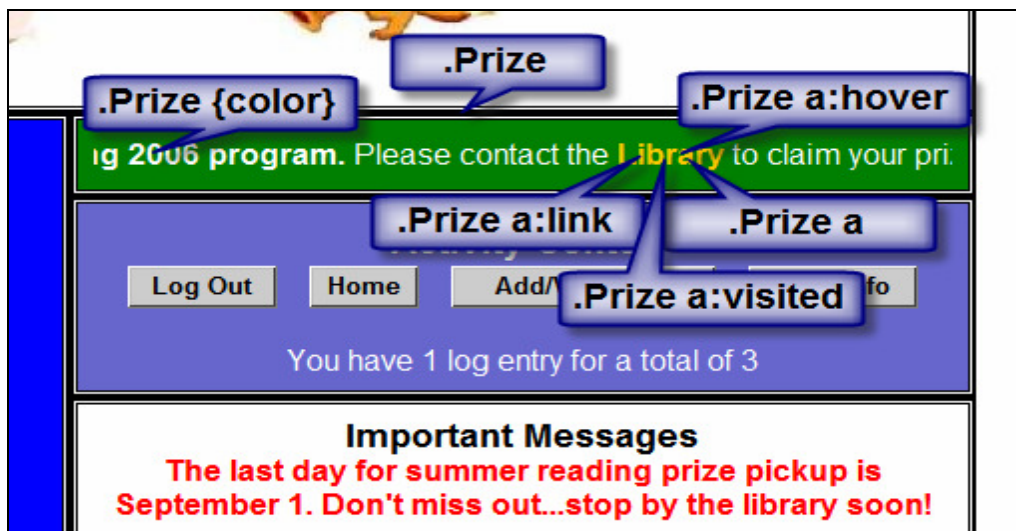 .Prize
.Prize {color}
.Prize a:hover
2006 program. Please contact the Library to claim your
.Prize a:link
.Prize a
Log Out Home
.Prize a:visited
You have 1 log entry for a total of 3
Important Messages
The last day for summer reading prize pickup is
September 1. Don't miss out...stop by the library soon!